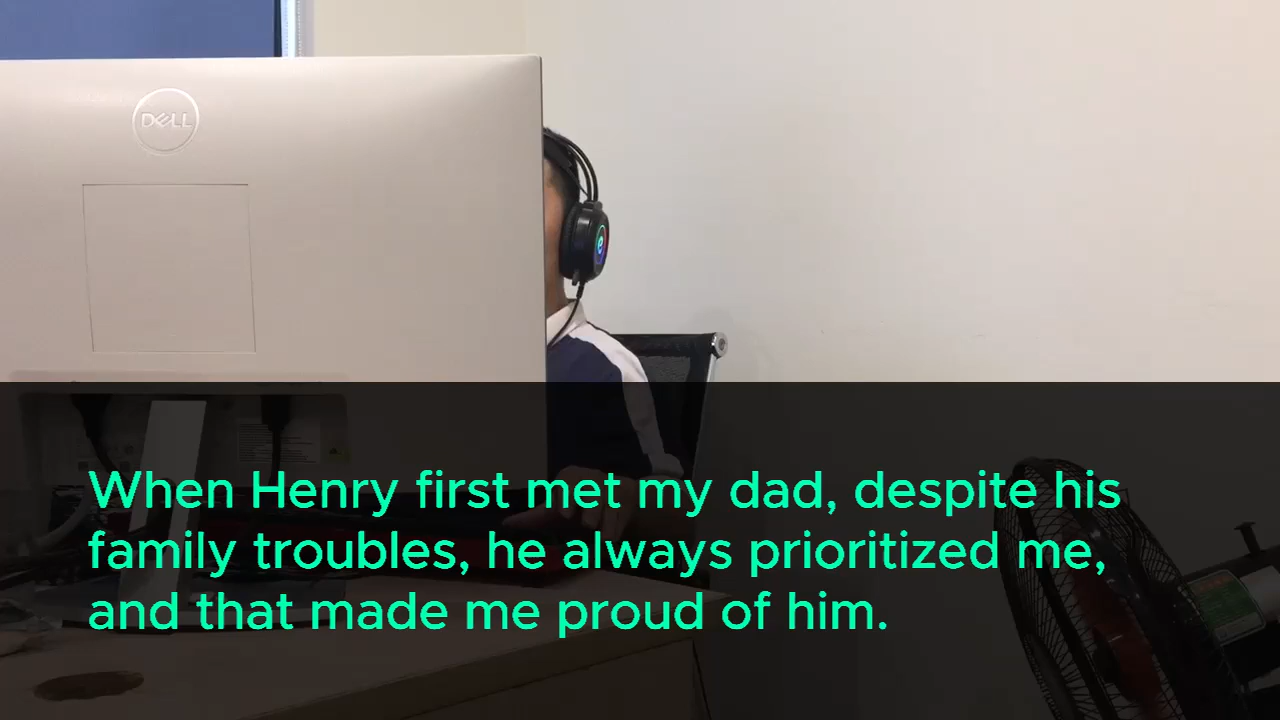 DELL
e
When Henry first met my dad, despite his
family troubles, he always prioritized me,
and that made me proud of him.